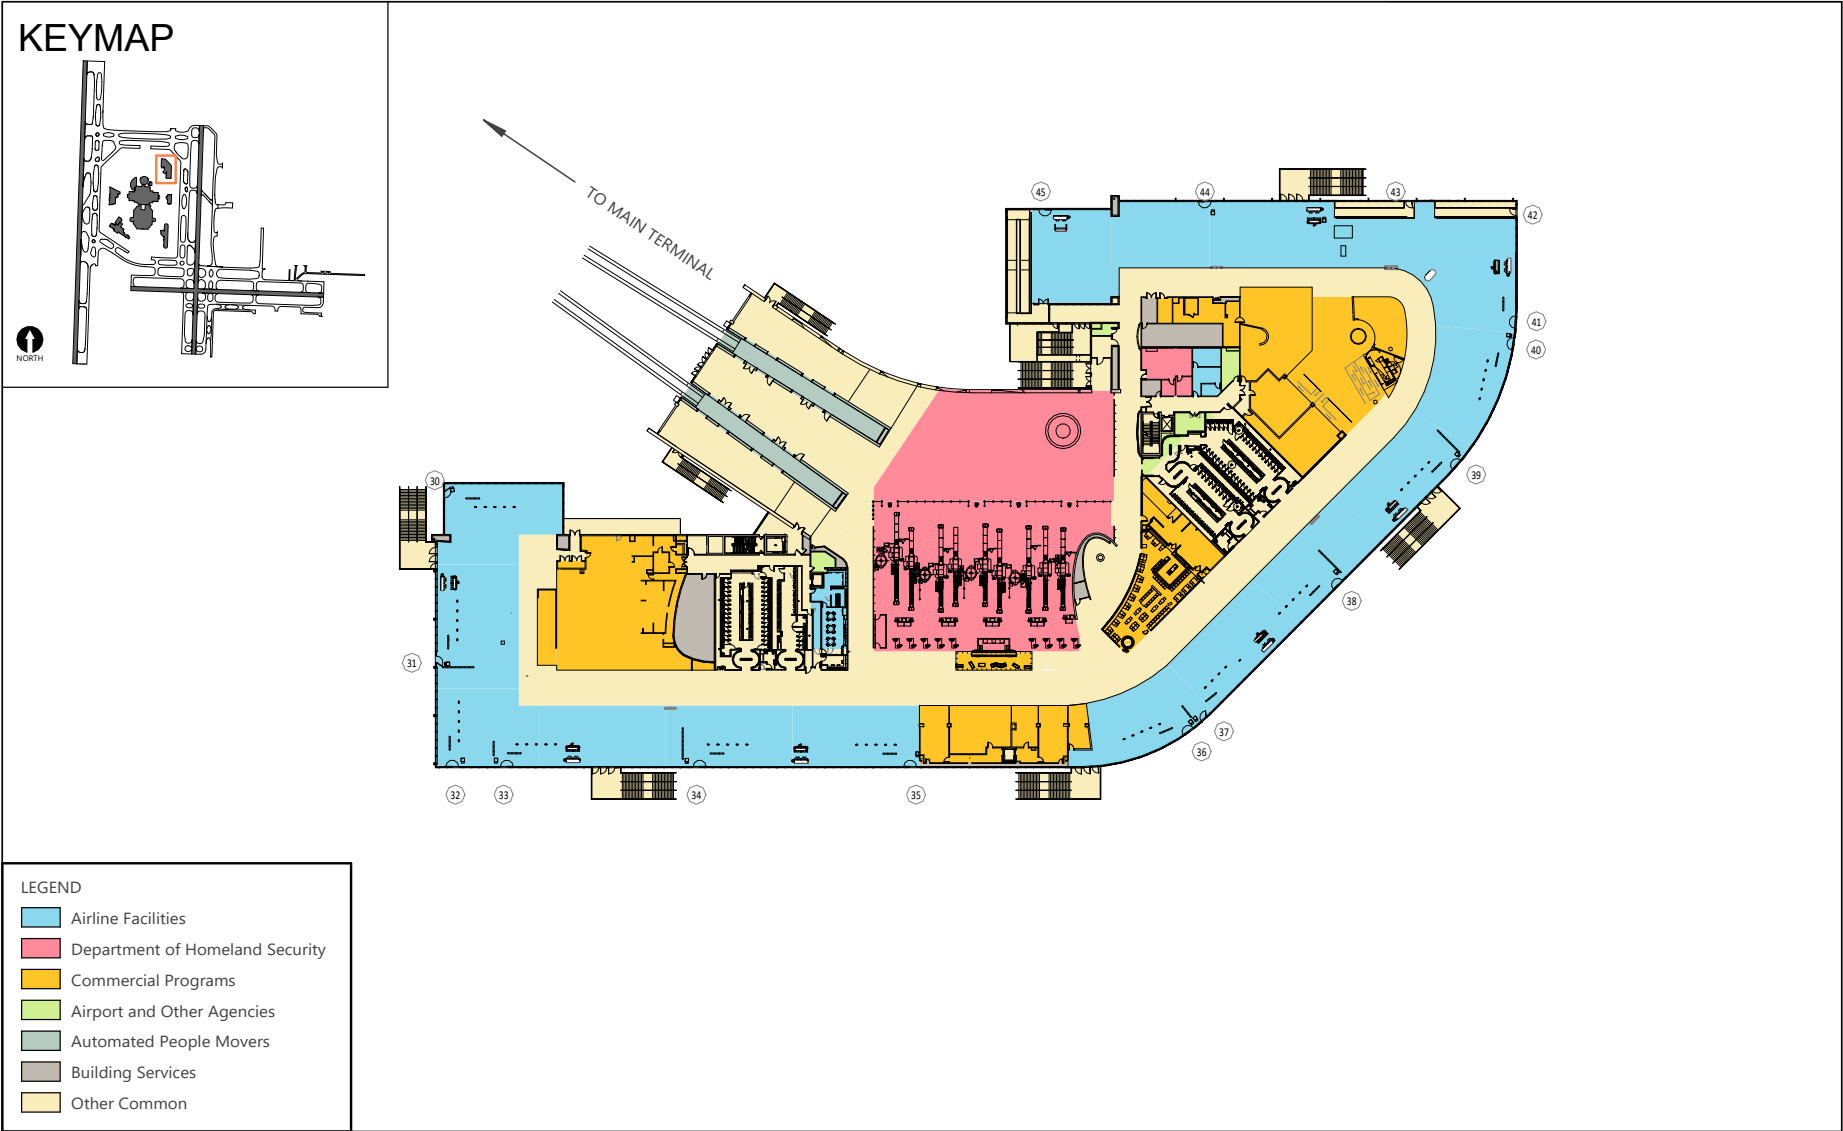 KEYMAP
NORTH
TO MAIN TERMINAL
45
44
43
42
41
40
39
38
37
36
30
31
32
33
34
35
LEGEND
Airline Facilities
Department of Homeland Security
Commercial Programs
Airport and Other Agencies
Automated People Movers
Building Services
Other Common